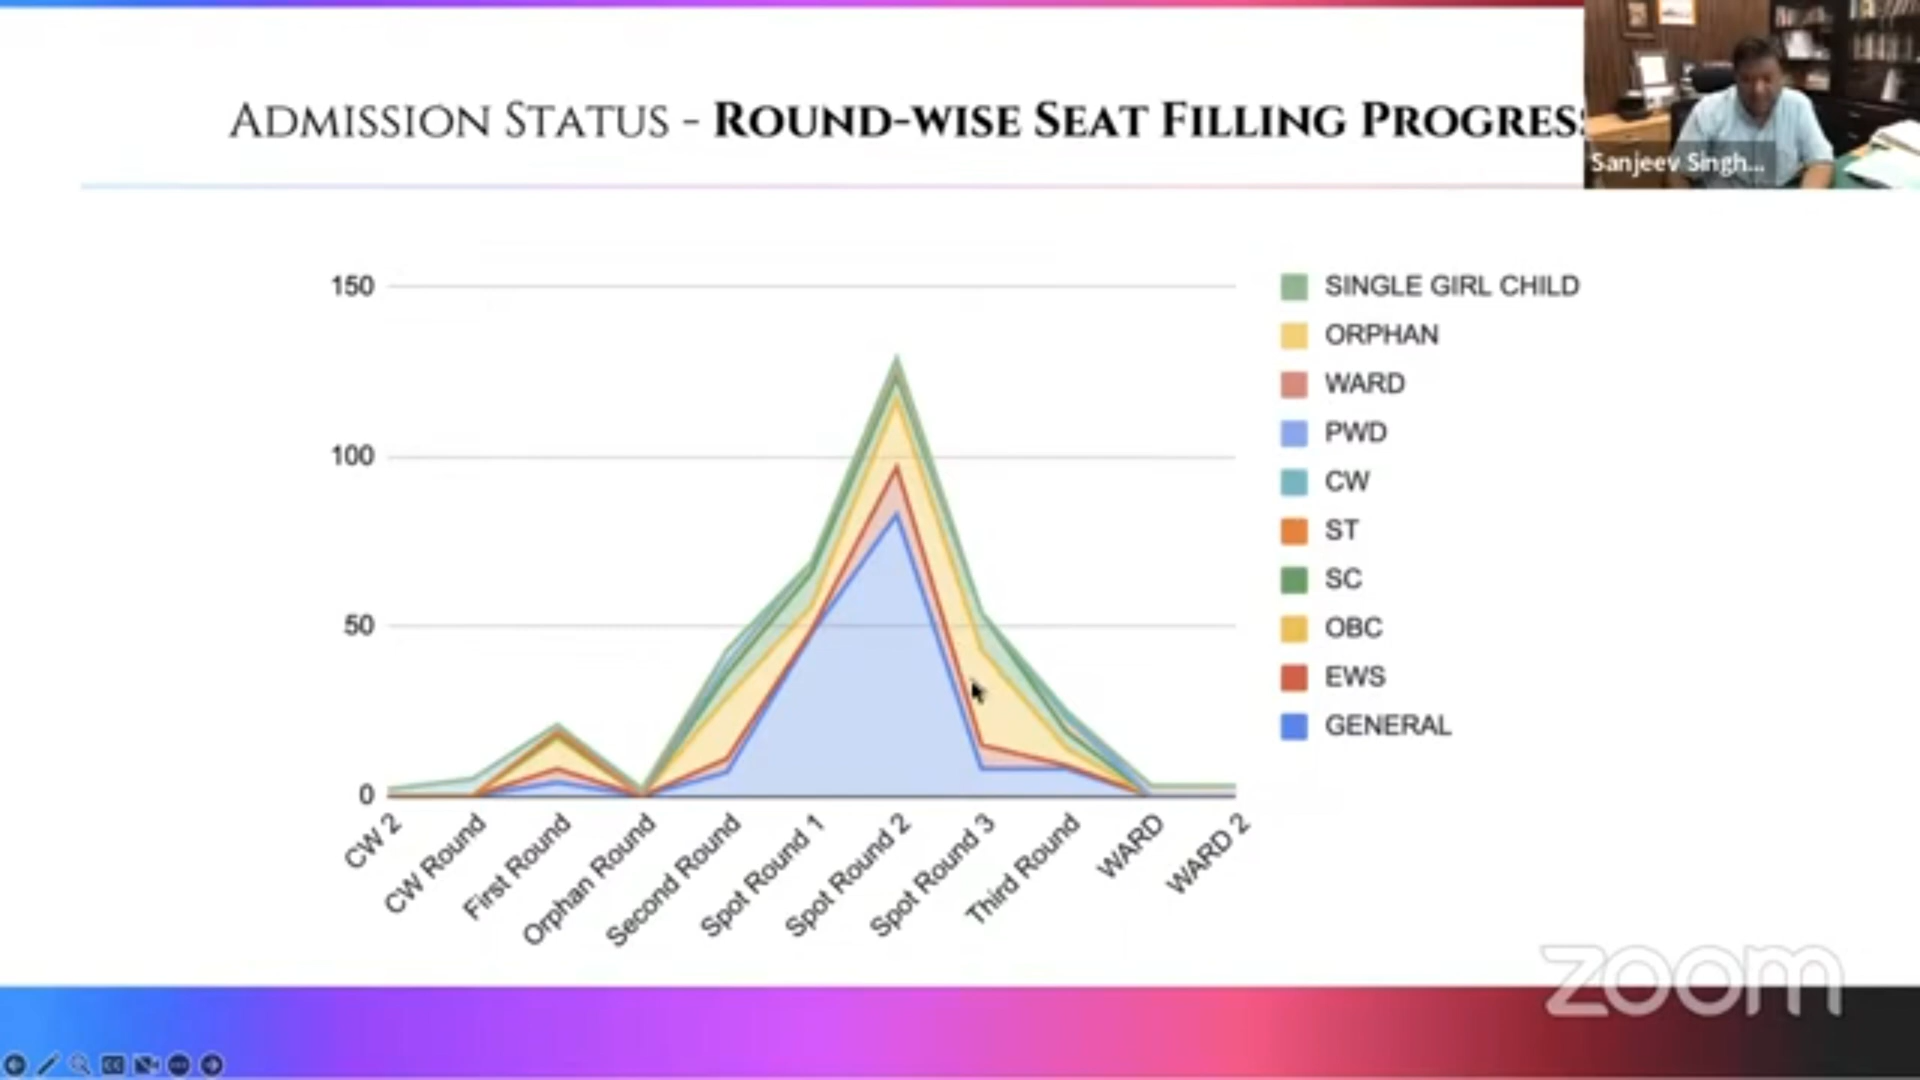 ADMISSION STATUS - ROUND-WISE SEAT FILLING PROGRES
Sanjeev Singh...
150
100
50
0
CW 2
CW Round
First Round
Orphan Round
Second Round
Spot Round 1
Spot Round 2
Spot Round 3
Third Round
WARD
WARD 2
SINGLE GIRL CHILD
ORPHAN
WARD
PWD
CW
ST
SC
OBC
EWS
GENERAL
zoom